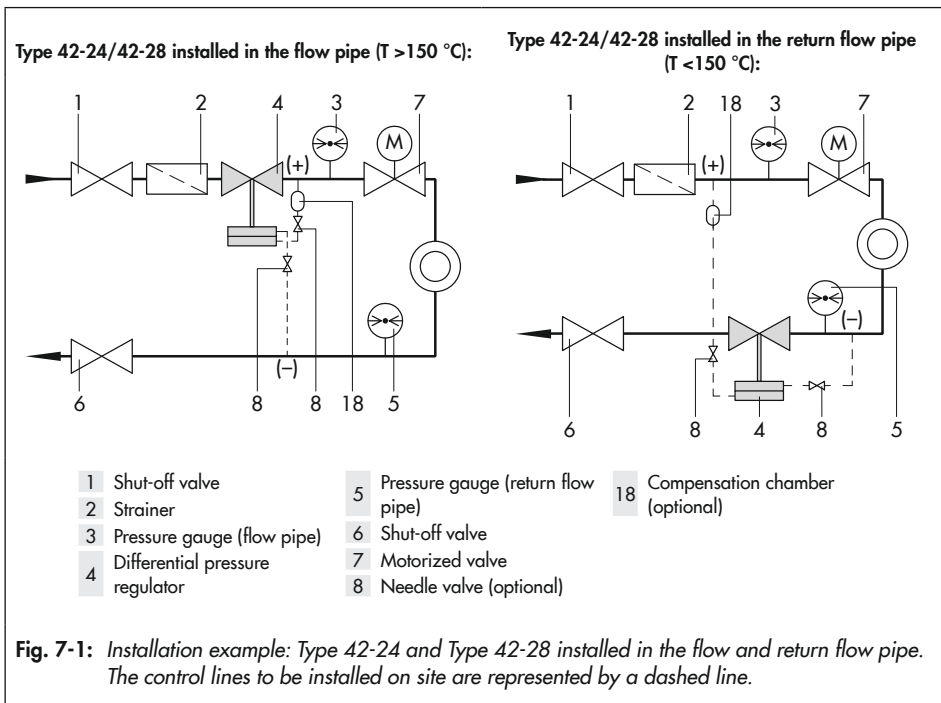 Type 42-24/42-28 installed in the flow pipe (T >150 °C):
1 2 4 3 7
M
(+)
(–)
6 8 8 18 5
Type 42-24/42-28 installed in the return flow pipe
(T <150 °C):
1 2 18 3 7
M
(+)
(–)
6 8 4 8 5
1 Shut-off valve
2 Strainer
3 Pressure gauge (flow pipe)
4 Differential pressure
regulator
5 Pressure gauge (return flow
pipe)
6 Shut-off valve
7 Motorized valve
8 Needle valve (optional)
18 Compensation chamber
(optional)
Fig. 7-1: Installation example: Type 42-24 and Type 42-28 installed in the flow and return flow pipe.
The control lines to be installed on site are represented by a dashed line.